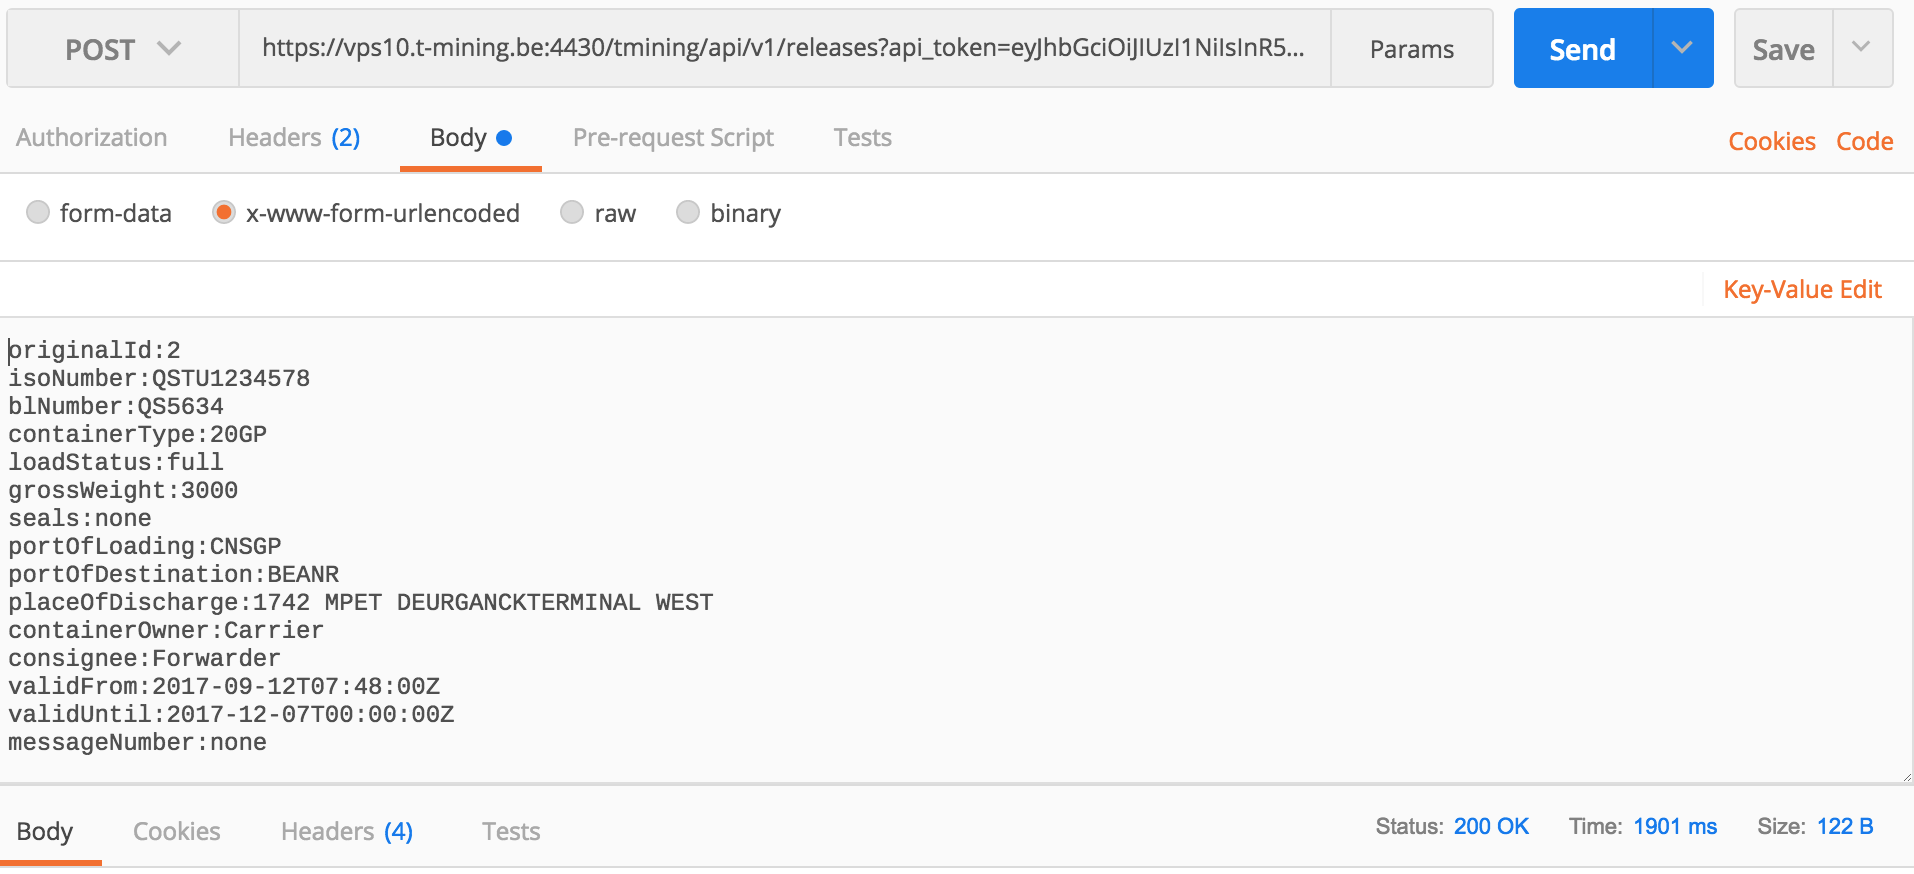 POST https://vps10.t-mining.be:4430/tmining/api/v1/releases?api_token=eyJhbGciOiJIUzI1NiIsInR5... Params Send Save
Authorization Headers (2) Body Pre-request Script Tests Cookies Code
form-data x-www-form-urlencoded raw binary
Key-Value Edit
originalId:2
isoNumber:QSTU1234578
blNumber:QS5634
containerType:20GP
loadStatus:full
grossWeight:3000
seals:none
portOfLoading:CNSGP
portOfDestination:BEANR
placeOfDischarge:1742 MPET DEURGANCKTERMINAL WEST
containerOwner:Carrier
consignee:Forwarder
validFrom:2017-09-12T07:48:00Z
validUntil:2017-12-07T00:00:00Z
messageNumber:none
Body Cookies Headers (4) Tests Status: 200 OK Time: 1901 ms Size: 122 B